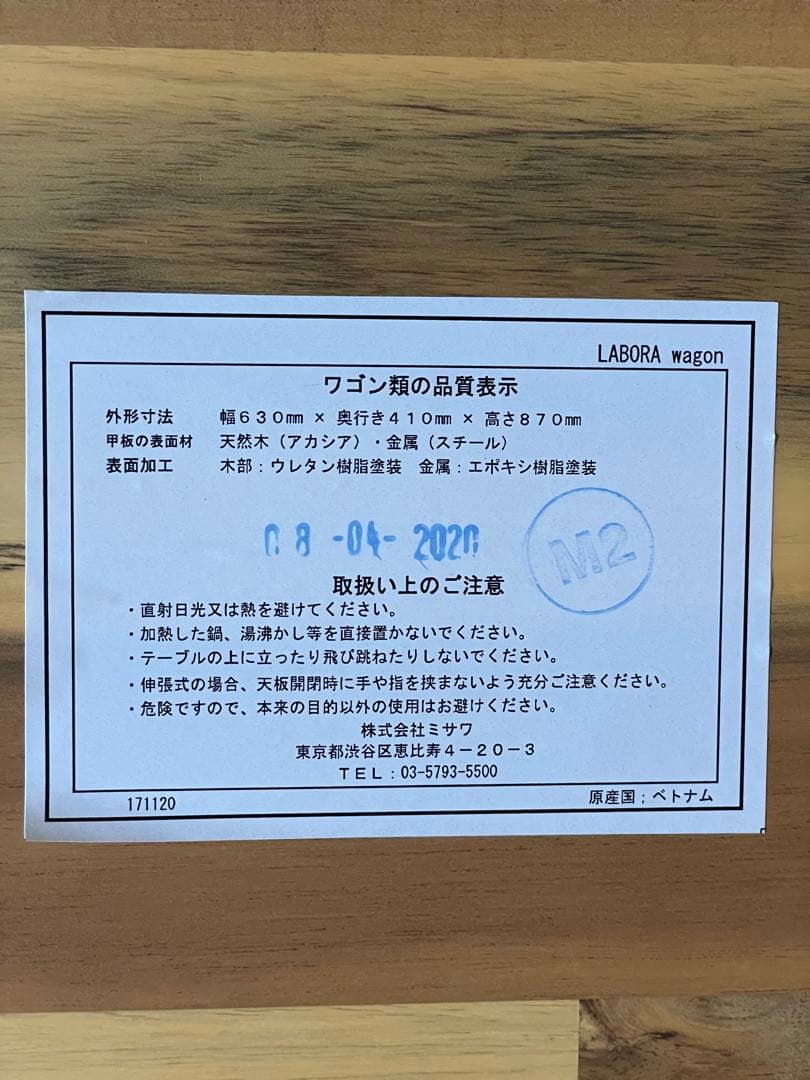 LABORA wagon
ワゴン類の品質表示
外形寸法 幅６３０㎜ × 奥行き４１０㎜ × 高さ８７０㎜
甲板の表面材 天然木（アカシア）・金属（スチール）
表面加工 木部：ウレタン樹脂塗装 金属：エポキシ樹脂塗装
08-04-2020
M2
取扱い上のご注意
・直射日光又は熱を避けてください。
・加熱した鍋、湯沸かし等を直接置かないでください。
・テーブルの上に立ったり飛び跳ねたりしないでください。
・伸張式の場合、天板開閉時に手や指を挟まないよう充分ご注意ください。
・危険ですので、本来の目的以外の使用はお避けください。
株式会社ミサワ
東京都渋谷区恵比寿４－２０－３
ＴＥＬ：03-5793-5500
171120 原産国；ベトナム